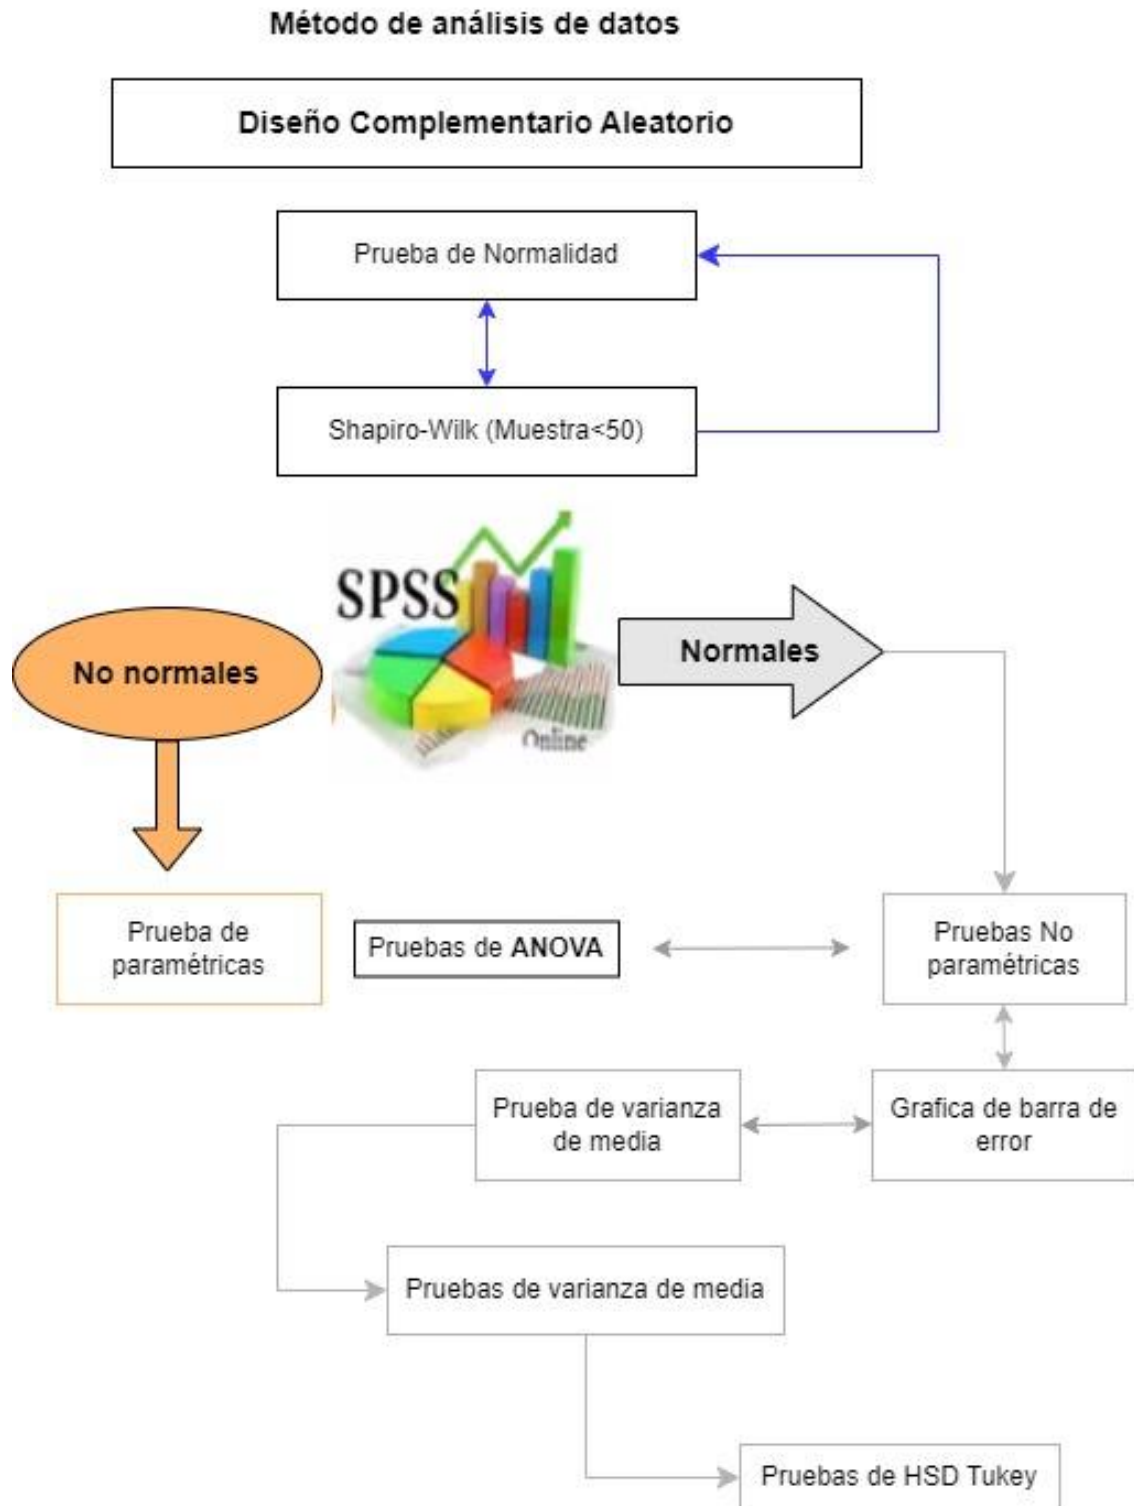 Método de análisis de datos
Diseño Complementario Aleatorio
Prueba de Normalidad
Shapiro-Wilk (Muestra<50)
SPSS
Online
No normales
Normales
Prueba de
paramétricas
Pruebas de ANOVA
Pruebas No
paramétricas
Prueba de varianza
de media
Grafica de barra de
error
Pruebas de varianza de media
Pruebas de HSD Tukey